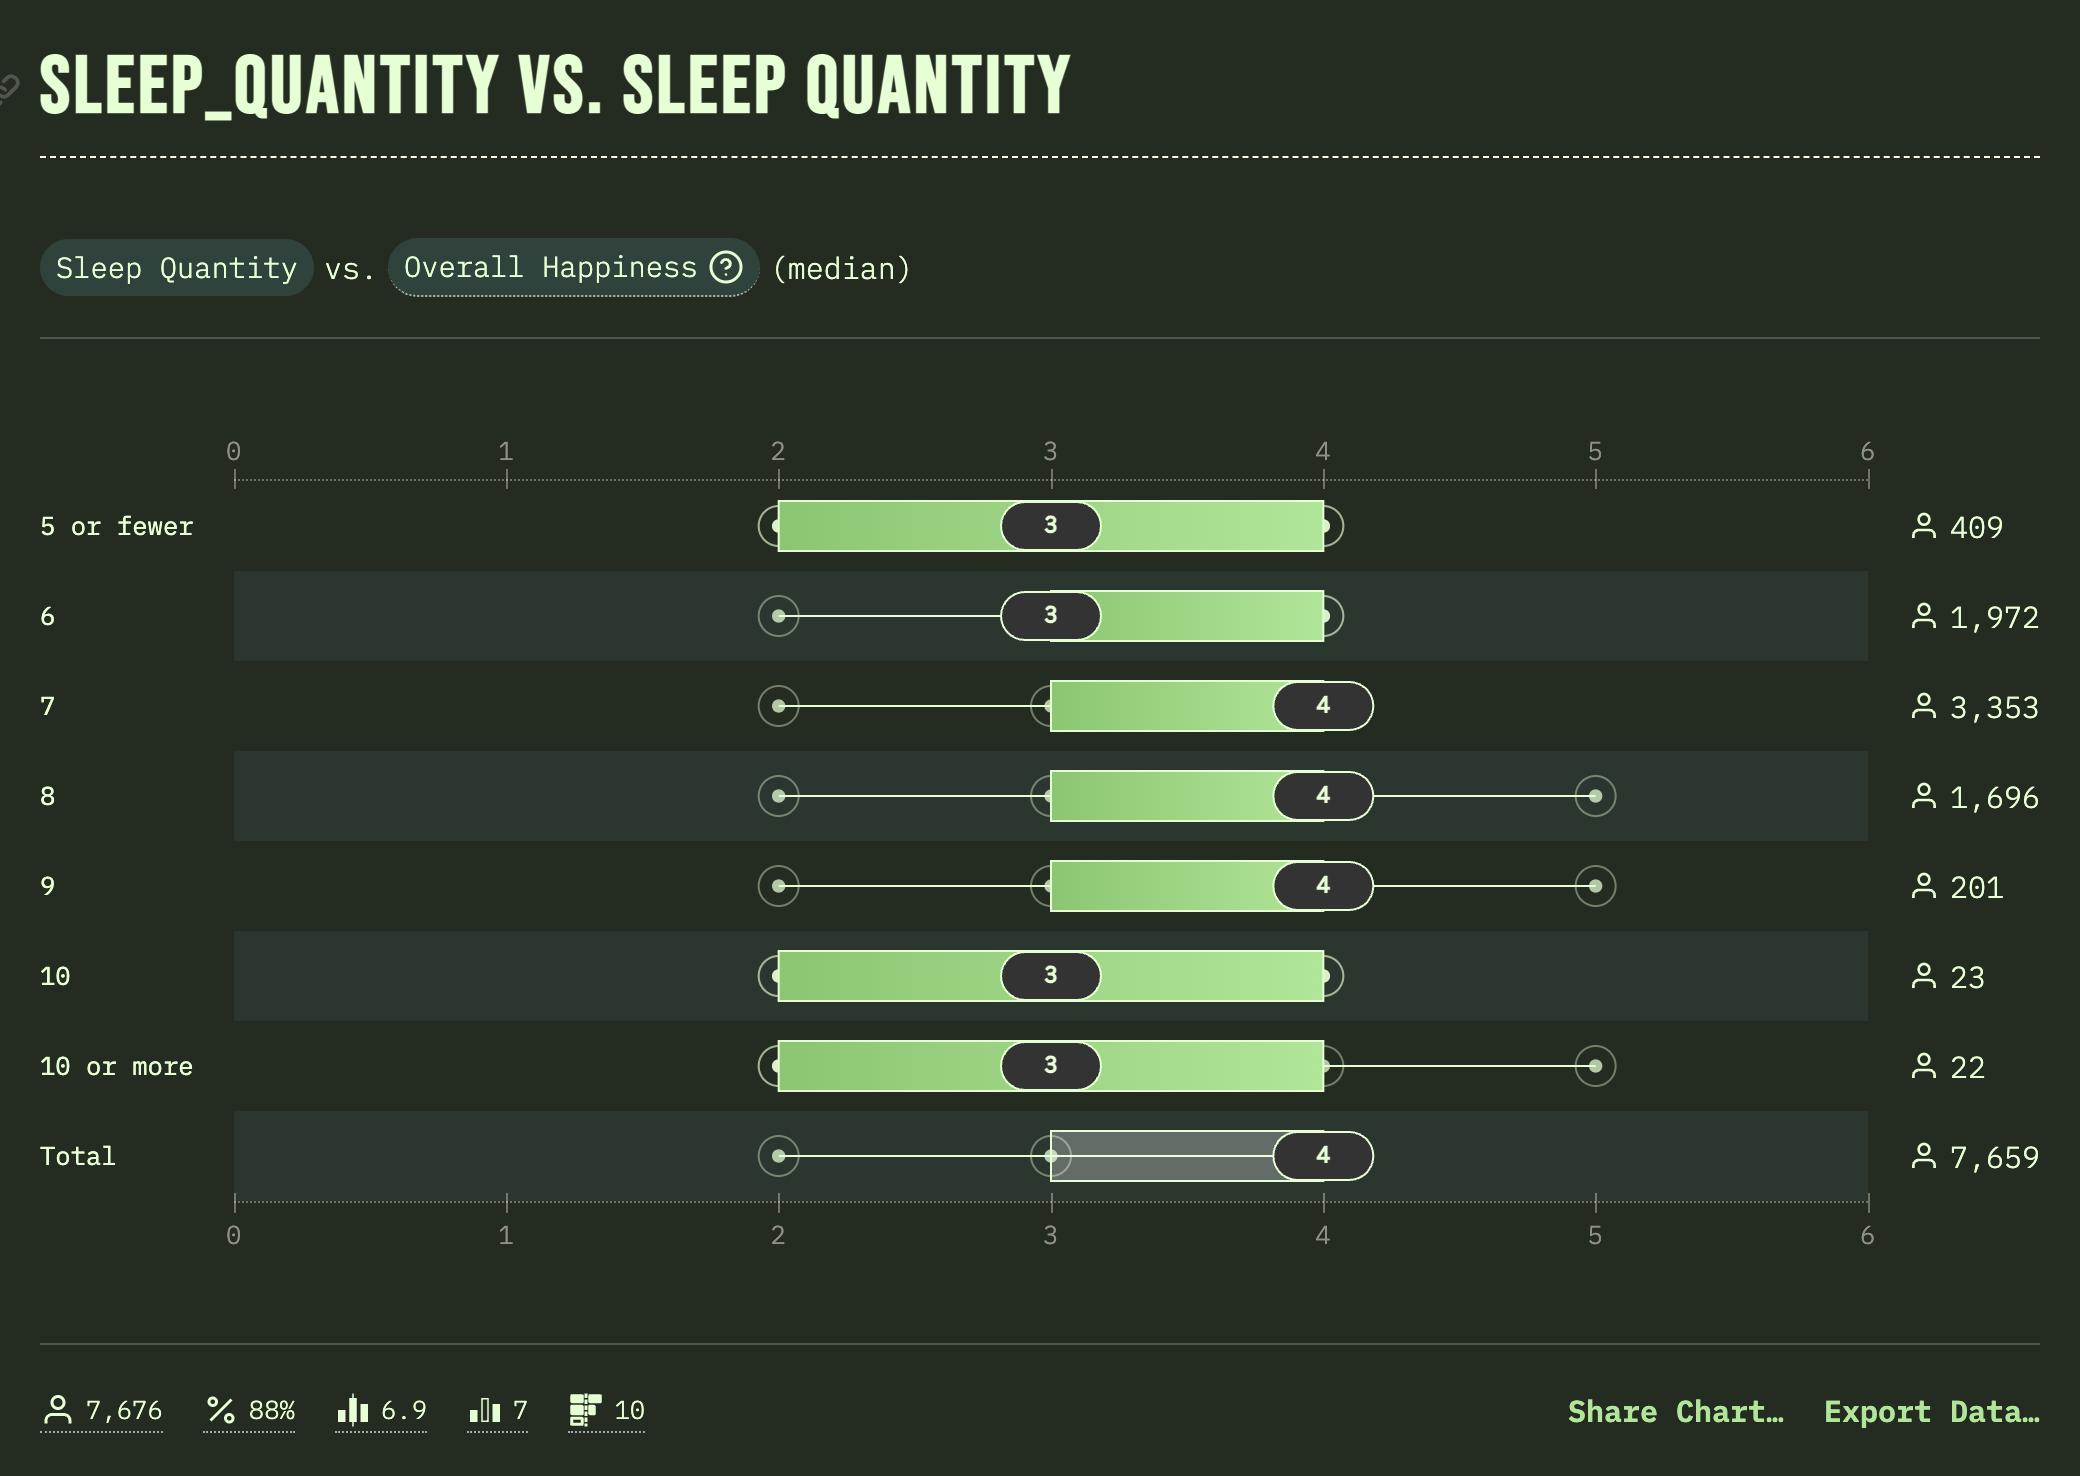 SLEEP_QUANTITY VS. SLEEP QUANTITY
Sleep Quantity vs. Overall Happiness ? (median)
0 1 2 3 4 5 6
5 or fewer 3 409
6 3 1,972
7 4 3,353
8 4 1,696
9 4 201
10 3 23
10 or more 3 22
Total 4 7,659
0 1 2 3 4 5 6
7,676 % 88% 6.9 7 10 Share Chart… Export Data…